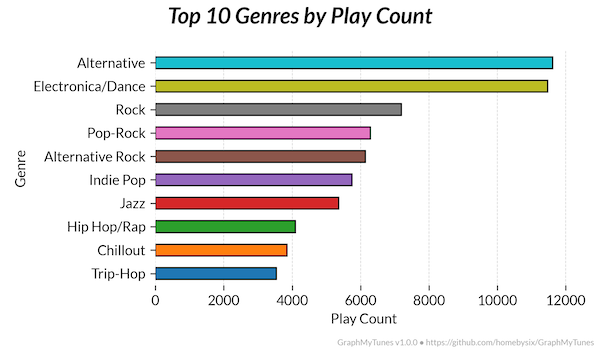 Top 10 Genres by Play Count
Alternative
Electronica/Dance
Rock
Pop-Rock
Alternative Rock
Indie Pop
Jazz
Hip Hop/Rap
Chillout
Trip-Hop
Genre
0 2000 4000 6000 8000 10000 12000
Play Count
GraphMyTunes v1.0.0 • https://github.com/homebysix/GraphMyTunes